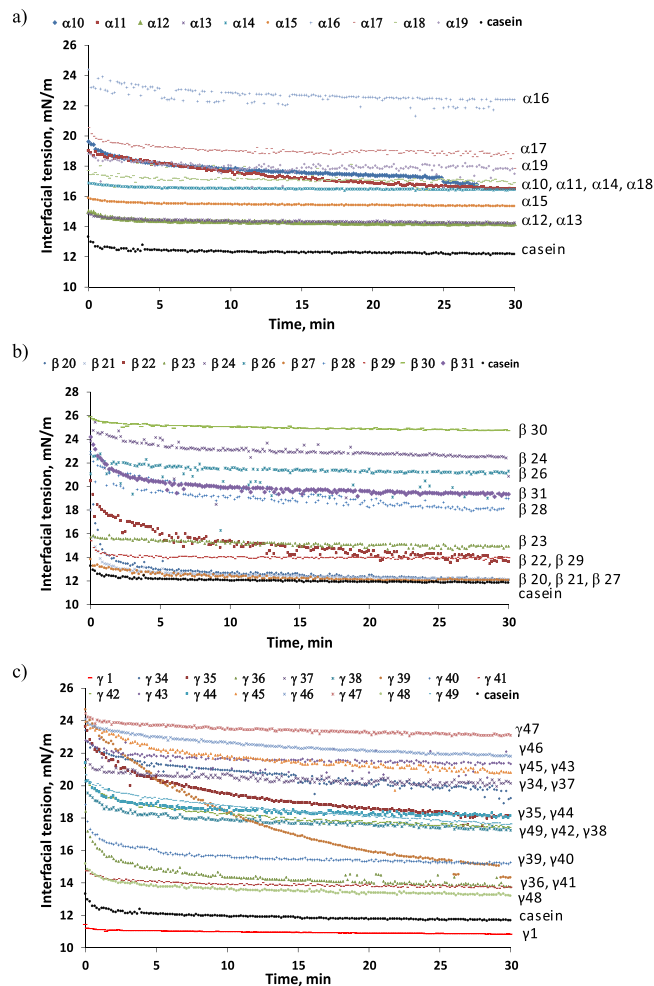 a)
α10 α11 α12 α13 α14 α15 α16 α17 α18 α19 casein
26
24
22
20
18
16
14
12
10
0 5 10 15 20 25 30
Interfacial tension, mN/m
Time, min
α16
α17
α19
α10, α11, α14, α18
α15
α12, α13
casein
b)
β 20 β 21 β 22 β 23 β 24 β 26 β 27 β 28 β 29 β 30 β 31 casein
28
26
24
22
20
18
16
14
12
10
0 5 10 15 20 25 30
Interfacial tension, mN/m
Time, min
β 30
β 24
β 26
β 31
β 28
β 23
β 22, β 29
β 20, β 21, β 27
casein
c)
γ 1 γ 34 γ 35 γ 36 γ 37 γ 38 γ 39 γ 40 γ 41
γ 42 γ 43 γ 44 γ 45 γ 46 γ 47 γ 48 γ 49 casein
26
24
22
20
18
16
14
12
10
0 5 10 15 20 25 30
Interfacial tension, mN/m
Time, min
γ47
γ46
γ45, γ43
γ34, γ37
γ35, γ44
γ49, γ42, γ38
γ39, γ40
γ36, γ41
γ48
casein
γ1